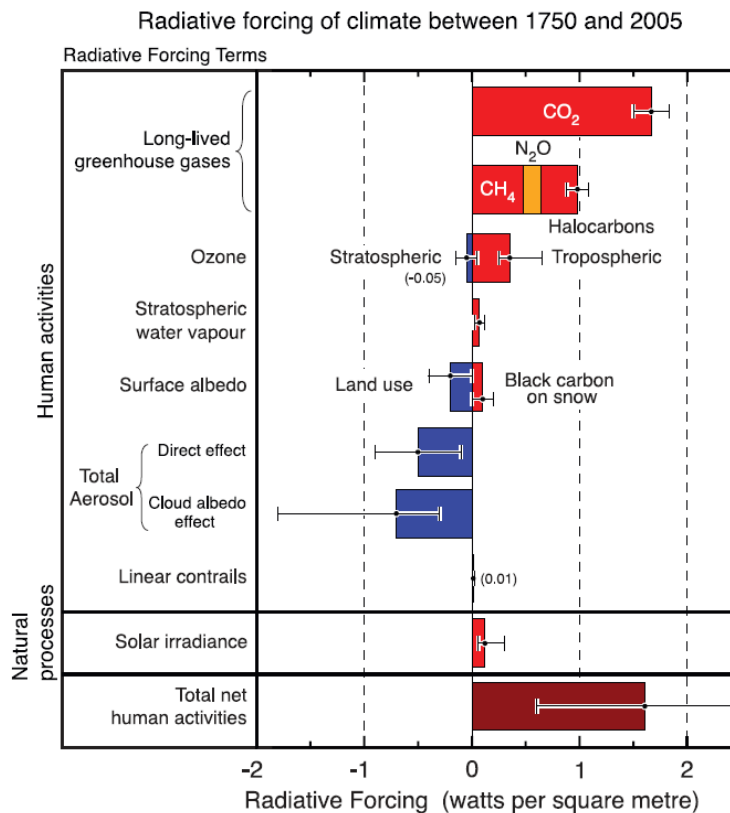 Radiative forcing of climate between 1750 and 2005
Radiative Forcing Terms
CO₂
Long-lived
greenhouse gases
N₂O
CH₄
Halocarbons
Ozone
Stratospheric
(-0.05)
Tropospheric
Stratospheric
water vapour
Human activities
Surface albedo
Land use
Black carbon
on snow
Total
Aerosol
Direct effect
Cloud albedo
effect
Linear contrails
(0.01)
Natural
processes
Solar irradiance
Total net
human activities
-2 -1 0 1 2
Radiative Forcing (watts per square metre)